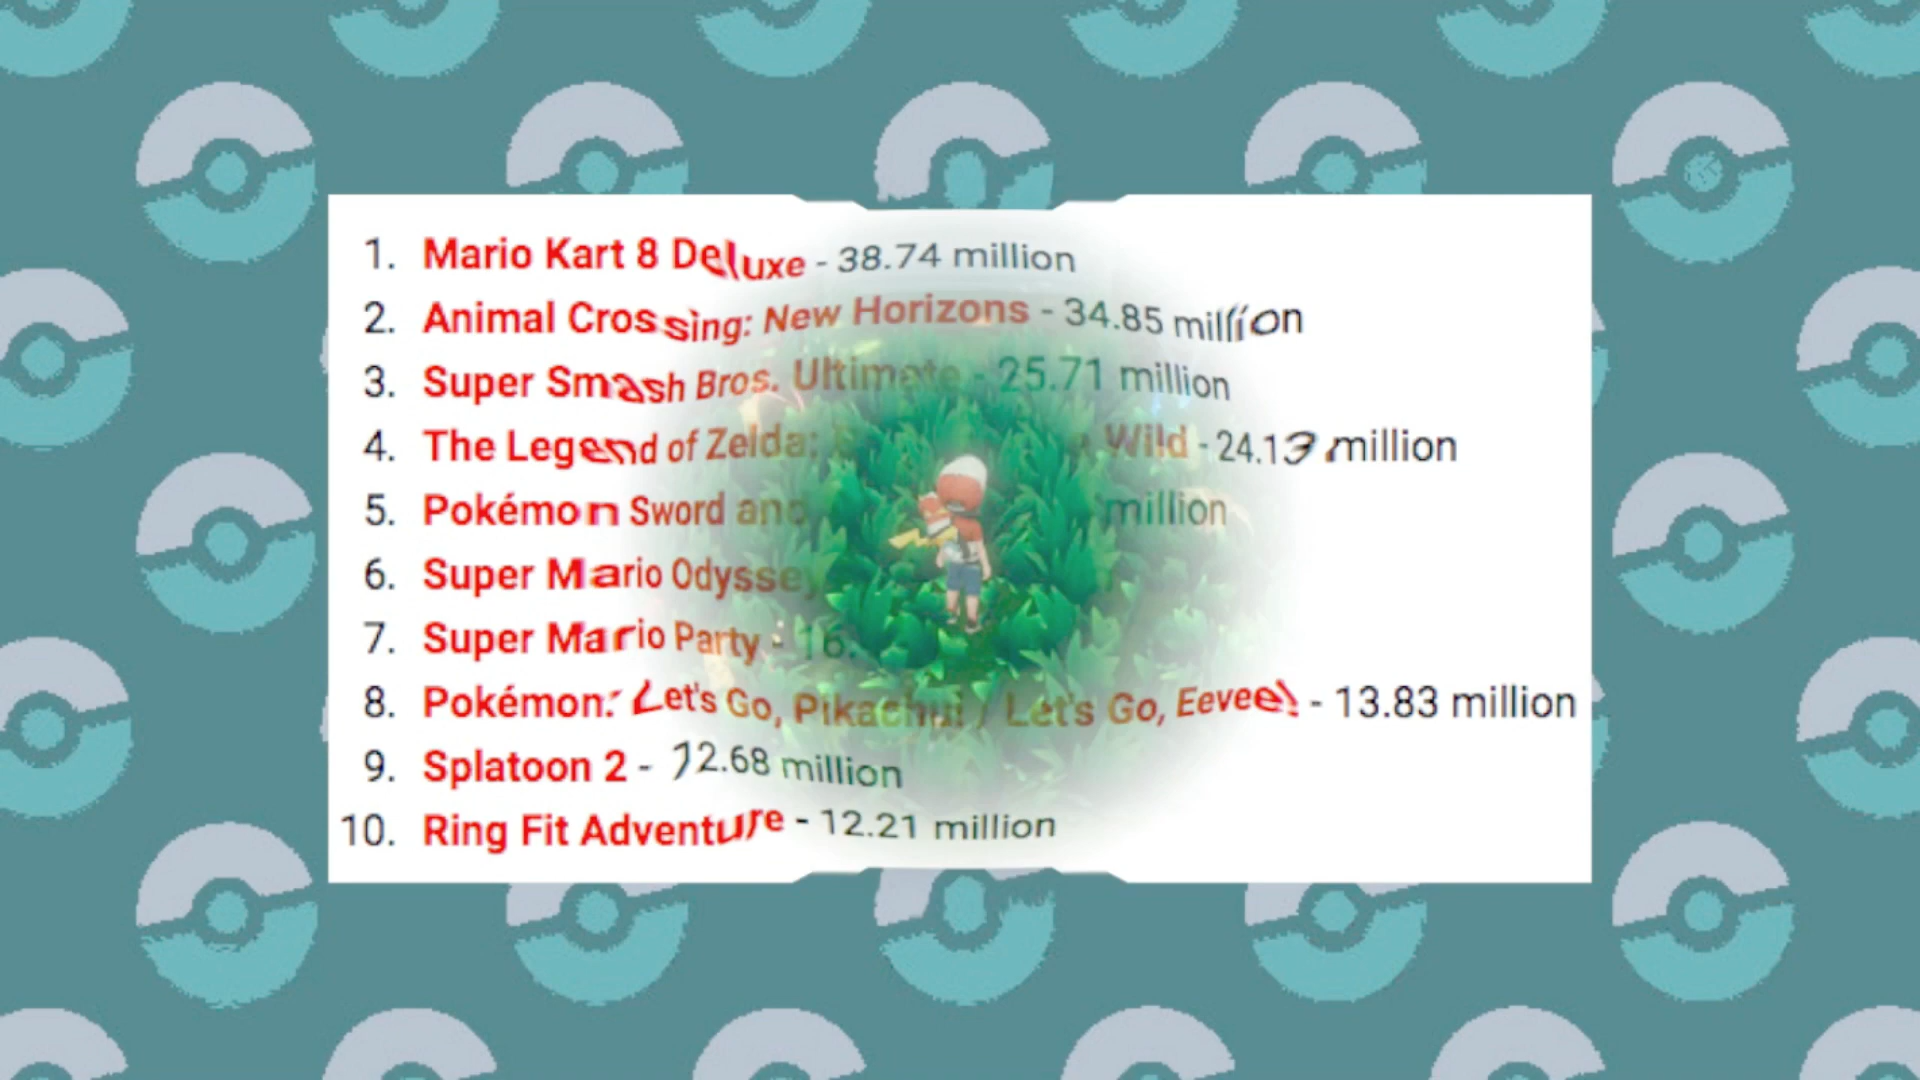 1. Mario Kart 8 Deluxe - 38.74 million
2. Animal Crossing: New Horizons - 34.85 million
3. Super Smash Bros. Ultimate - 25.71 million
4. The Legend of Zelda: Wild - 24.13 million
5. Pokémon Sword and million
6. Super Mario Odyssey
7. Super Mario Party - 16.
8. Pokémon: Let's Go, Pikachu! / Let's Go, Eevee! - 13.83 million
9. Splatoon 2 - 12.68 million
10. Ring Fit Adventure - 12.21 million